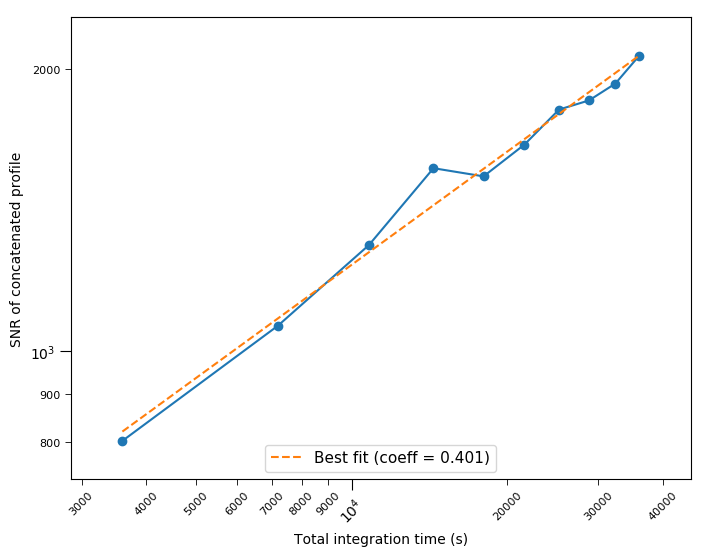 2000
10³
900
800
SNR of concatenated profile
Best fit (coeff = 0.401)
3000 4000 5000 6000 7000 8000 9000 10⁴ 20000 30000 40000
Total integration time (s)